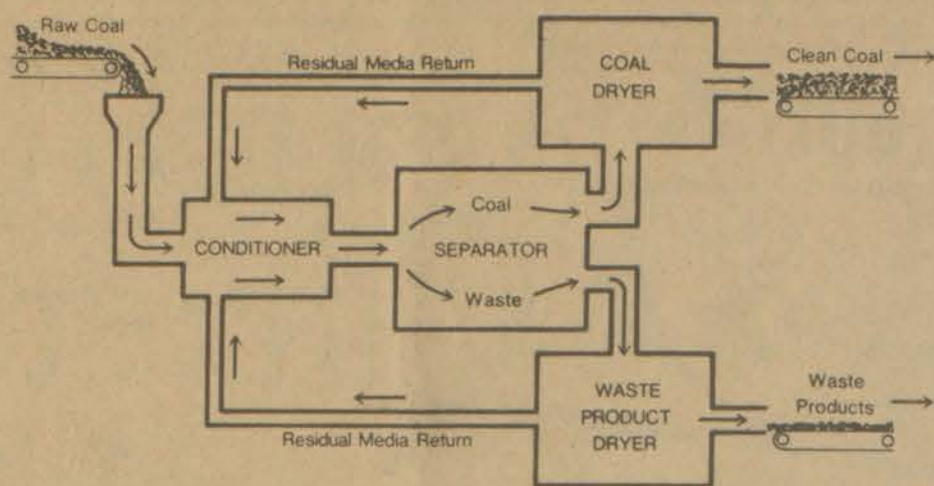 Raw Coal
Residual Media Return
COAL
DRYER
Clean Coal
Coal
CONDITIONER
SEPARATOR
Waste
Residual Media Return
WASTE
PRODUCT
DRYER
Waste
Products